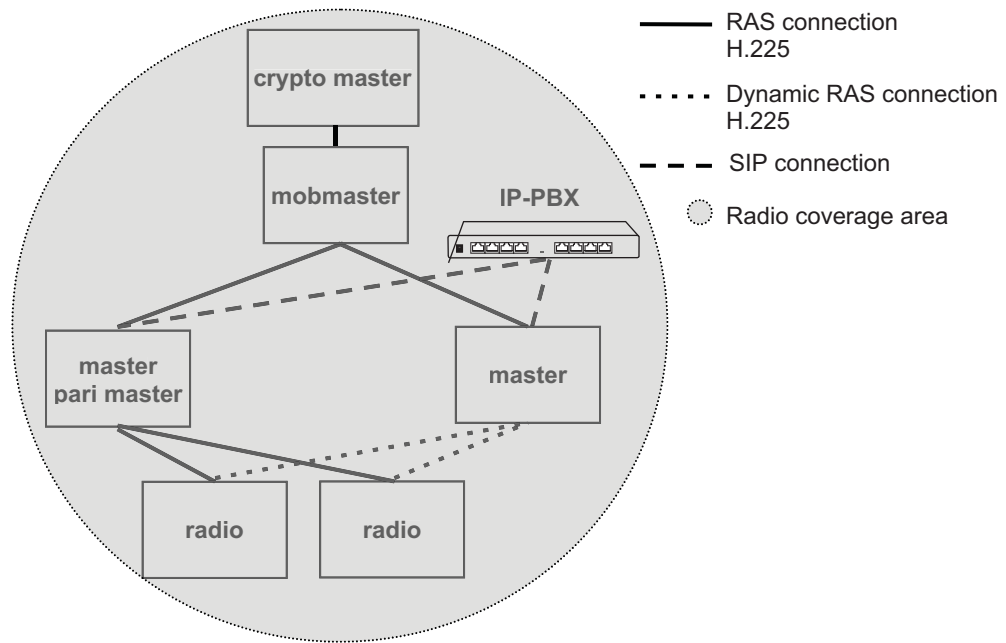 crypto master
mobmaster
IP-PBX
master
pari master
master
radio
radio
RAS connection
H.225
Dynamic RAS connection
H.225
SIP connection
Radio coverage area